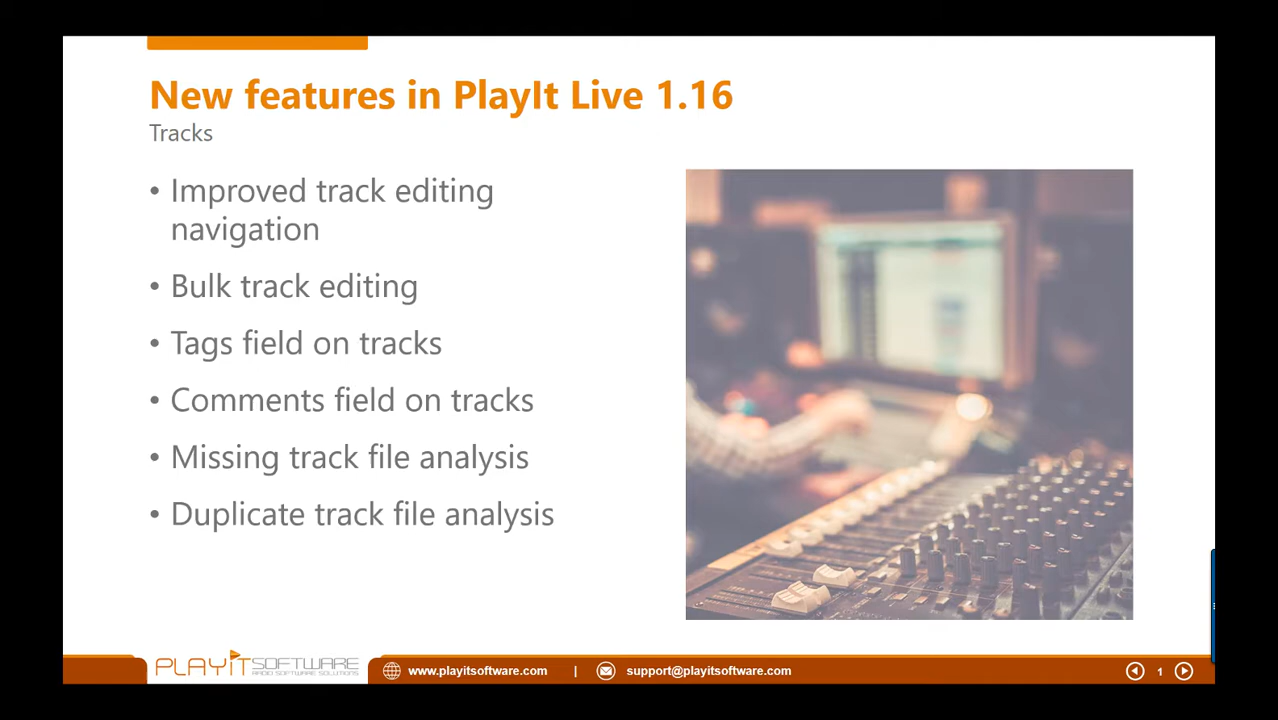 New features in PlayIt Live 1.16
Tracks
• Improved track editing
navigation
• Bulk track editing
• Tags field on tracks
• Comments field on tracks
• Missing track file analysis
• Duplicate track file analysis
PLAYITSOFTWARE
RADIO SOFTWARE SOLUTIONS
www.playitsoftware.com | support@playitsoftware.com 1